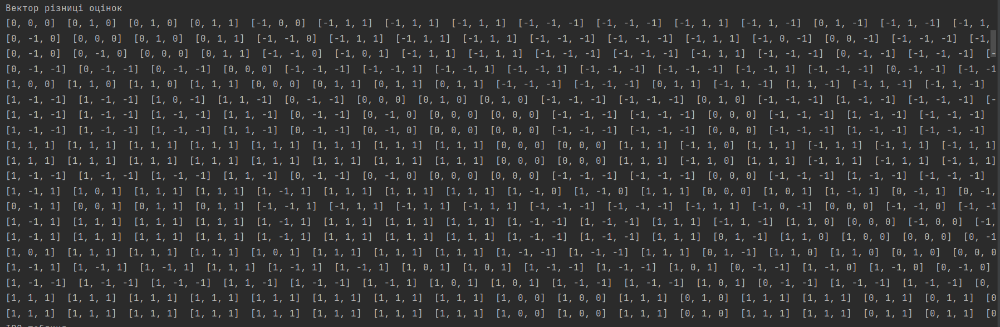 Вектор різниці оцінок
[0, 0, 0]  [0, 1, 0]  [0, 1, 0]  [0, 1, 1]  [-1, 0, 0]  [-1, 1, 1]  [-1, 1, 1]  [-1, 1, 1]  [-1, -1, -1]  [-1, -1, -1]  [-1, 1, 1]  [-1, 1, -1]  [0, 1, -1]  [-1, 1, -1]  [-1, 1,
[0, -1, 0]  [0, 0, 0]  [0, 1, 0]  [0, 1, 1]  [-1, -1, 0]  [-1, 1, 1]  [-1, 1, 1]  [-1, 1, 1]  [-1, -1, -1]  [-1, -1, -1]  [-1, 1, 1]  [-1, 0, -1]  [0, 0, -1]  [-1, -1, -1]  [-1,
[0, -1, 0]  [0, -1, 0]  [0, 0, 0]  [0, 1, 1]  [-1, -1, 0]  [-1, 0, 1]  [-1, 1, 1]  [-1, 1, 1]  [-1, -1, -1]  [-1, -1, -1]  [-1, 1, 1]  [-1, -1, -1]  [0, -1, -1]  [-1, -1, -1]  [-
[0, -1, -1]  [0, -1, -1]  [0, -1, -1]  [0, 0, 0]  [-1, -1, -1]  [-1, -1, 1]  [-1, -1, 1]  [-1, -1, 1]  [-1, -1, -1]  [-1, -1, -1]  [-1, -1, 1]  [-1, -1, -1]  [0, -1, -1]  [-1, -1
[1, 0, 0]  [1, 1, 0]  [1, 1, 0]  [1, 1, 1]  [0, 0, 0]  [0, 1, 1]  [0, 1, 1]  [0, 1, 1]  [-1, -1, -1]  [-1, -1, -1]  [0, 1, 1]  [-1, 1, -1]  [1, 1, -1]  [-1, 1, -1]  [-1, 1, -1]
[1, -1, -1]  [1, -1, -1]  [1, 0, -1]  [1, 1, -1]  [0, -1, -1]  [0, 0, 0]  [0, 1, 0]  [0, 1, 0]  [-1, -1, -1]  [-1, -1, -1]  [0, 1, 0]  [-1, -1, -1]  [1, -1, -1]  [-1, -1, -1]  [-
[1, -1, -1]  [1, -1, -1]  [1, -1, -1]  [1, 1, -1]  [0, -1, -1]  [0, -1, 0]  [0, 0, 0]  [0, 0, 0]  [-1, -1, -1]  [-1, -1, -1]  [0, 0, 0]  [-1, -1, -1]  [1, -1, -1]  [-1, -1, -1]
[1, -1, -1]  [1, -1, -1]  [1, -1, -1]  [1, 1, -1]  [0, -1, -1]  [0, -1, 0]  [0, 0, 0]  [0, 0, 0]  [-1, -1, -1]  [-1, -1, -1]  [0, 0, 0]  [-1, -1, -1]  [1, -1, -1]  [-1, -1, -1]
[1, 1, 1]  [1, 1, 1]  [1, 1, 1]  [1, 1, 1]  [1, 1, 1]  [1, 1, 1]  [1, 1, 1]  [1, 1, 1]  [0, 0, 0]  [0, 0, 0]  [1, 1, 1]  [-1, 1, 0]  [1, 1, 1]  [-1, 1, 1]  [-1, 1, 1]  [-1, 1, 1]
[1, 1, 1]  [1, 1, 1]  [1, 1, 1]  [1, 1, 1]  [1, 1, 1]  [1, 1, 1]  [1, 1, 1]  [1, 1, 1]  [0, 0, 0]  [0, 0, 0]  [1, 1, 1]  [-1, 1, 0]  [1, 1, 1]  [-1, 1, 1]  [-1, 1, 1]  [-1, 1, 1]
[1, -1, -1]  [1, -1, -1]  [1, -1, -1]  [1, 1, -1]  [0, -1, -1]  [0, -1, 0]  [0, 0, 0]  [0, 0, 0]  [-1, -1, -1]  [-1, -1, -1]  [0, 0, 0]  [-1, -1, -1]  [1, -1, -1]  [-1, -1, -1]
[1, -1, 1]  [1, 0, 1]  [1, 1, 1]  [1, 1, 1]  [1, -1, 1]  [1, 1, 1]  [1, 1, 1]  [1, 1, 1]  [1, -1, 0]  [1, -1, 0]  [1, 1, 1]  [0, 0, 0]  [1, 0, 1]  [1, -1, 1]  [0, -1, 1]  [0, -1,
[0, -1, 1]  [0, 0, 1]  [0, 1, 1]  [0, 1, 1]  [-1, -1, 1]  [-1, 1, 1]  [-1, 1, 1]  [-1, 1, 1]  [-1, -1, -1]  [-1, -1, -1]  [-1, 1, 1]  [-1, 0, -1]  [0, 0, 0]  [-1, -1, 0]  [-1, -1
[1, -1, 1]  [1, 1, 1]  [1, 1, 1]  [1, 1, 1]  [1, -1, 1]  [1, 1, 1]  [1, 1, 1]  [1, 1, 1]  [1, -1, -1]  [1, -1, -1]  [1, 1, 1]  [-1, 1, -1]  [1, 1, 0]  [0, 0, 0]  [-1, 0, 0]  [-1,
[1, -1, 1]  [1, 1, 1]  [1, 1, 1]  [1, 1, 1]  [1, -1, 1]  [1, 1, 1]  [1, 1, 1]  [1, 1, 1]  [1, -1, -1]  [1, -1, -1]  [1, 1, 1]  [0, 1, -1]  [1, 1, 0]  [1, 0, 0]  [0, 0, 0]  [0, -1
[1, 0, 1]  [1, 1, 1]  [1, 1, 1]  [1, 1, 1]  [1, 0, 1]  [1, 1, 1]  [1, 1, 1]  [1, 1, 1]  [1, -1, -1]  [1, -1, -1]  [1, 1, 1]  [0, 1, -1]  [1, 1, 0]  [1, 1, 0]  [0, 1, 0]  [0, 0, 0
[1, -1, 1]  [1, -1, 1]  [1, -1, 1]  [1, 1, 1]  [1, -1, 1]  [1, -1, 1]  [1, 0, 1]  [1, 0, 1]  [1, -1, -1]  [1, -1, -1]  [1, 0, 1]  [0, -1, -1]  [1, -1, 0]  [1, -1, 0]  [0, -1, 0]
[1, -1, -1]  [1, -1, -1]  [1, -1, -1]  [1, 1, -1]  [1, -1, -1]  [1, -1, 1]  [1, 0, 1]  [1, 0, 1]  [1, -1, -1]  [1, -1, -1]  [1, 0, 1]  [0, -1, -1]  [1, -1, -1]  [1, -1, -1]  [0,
[1, 1, 1]  [1, 1, 1]  [1, 1, 1]  [1, 1, 1]  [1, 1, 1]  [1, 1, 1]  [1, 1, 1]  [1, 1, 1]  [1, 0, 0]  [1, 0, 0]  [1, 1, 1]  [0, 1, 0]  [1, 1, 1]  [1, 1, 1]  [0, 1, 1]  [0, 1, 1]  [0
[1, 1, 1]  [1, 1, 1]  [1, 1, 1]  [1, 1, 1]  [1, 1, 1]  [1, 1, 1]  [1, 1, 1]  [1, 1, 1]  [1, 0, 0]  [1, 0, 0]  [1, 1, 1]  [0, 1, 0]  [1, 1, 1]  [1, 1, 1]  [0, 1, 1]  [0, 1, 1]  [0